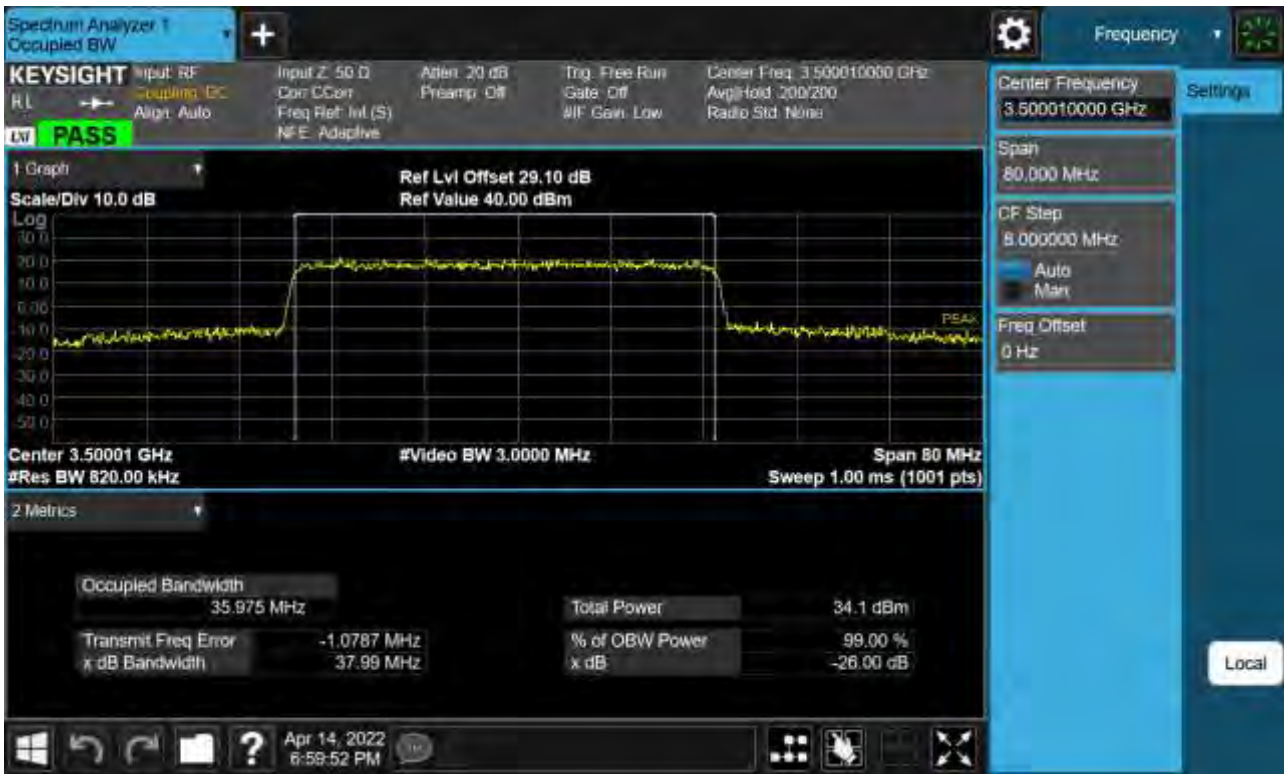 Spectrum Analyzer 1
Occupied BW
Frequency
KEYSIGHT
Input: RF
Coupling: DC
Align: Auto
Input Z: 50 Ω
Corr CCorr
Freq Ref: Int (S)
NFE: Adaptive
Atten: 20 dB
Preamp: Off
Trig: Free Run
Gate: Off
#IF Gain: Low
Center Freq: 3.500010000 GHz
Avg|Hold: 200/200
Radio Std: None
RL
PASS
Center Frequency
3.500010000 GHz
Settings
Span
80.000 MHz
CF Step
8.000000 MHz
Auto
Man
Freq Offset
0 Hz
1 Graph
Scale/Div 10.0 dB
Ref Lvl Offset 29.10 dB
Ref Value 40.00 dBm
Log
30.0
20.0
10.0
0.00
-10.0
-20.0
-30.0
-40.0
-50.0
PEAK
Center 3.50001 GHz
#Video BW 3.0000 MHz
Span 80 MHz
#Res BW 820.00 kHz
Sweep 1.00 ms (1001 pts)
2 Metrics
Occupied Bandwidth
35.975 MHz
Total Power 34.1 dBm
Transmit Freq Error -1.0787 MHz
% of OBW Power 99.00 %
x dB Bandwidth 37.99 MHz
x dB -26.00 dB
Local
?
Apr 14, 2022
6:59:52 PM